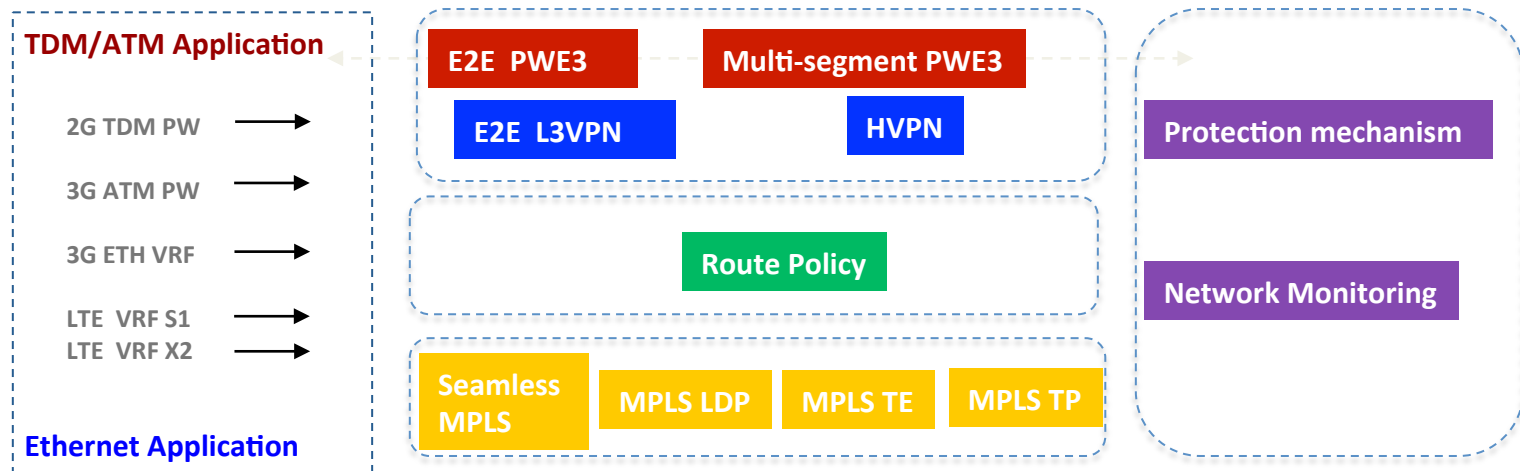 TDM/ATM Application
2G TDM PW
3G ATM PW
3G ETH VRF
LTE VRF S1
LTE VRF X2
Ethernet Application
E2E PWE3
Multi-segment PWE3
E2E L3VPN
HVPN
Route Policy
Seamless
MPLS
MPLS LDP
MPLS TE
MPLS TP
Protection mechanism
Network Monitoring